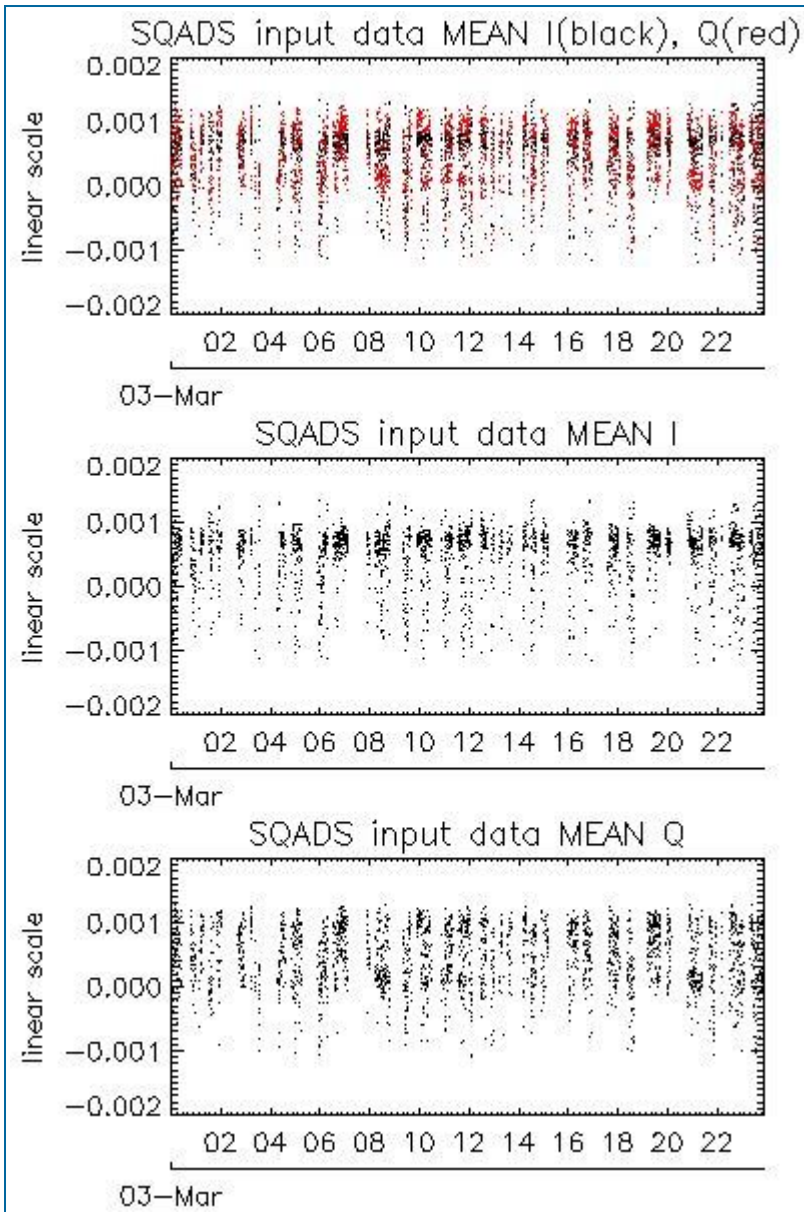 SQADS input data MEAN I(black), Q(red)
linear scale
0.002
0.001
0.000
-0.001
-0.002
02 04 06 08 10 12 14 16 18 20 22
03-Mar
SQADS input data MEAN I
linear scale
0.002
0.001
0.000
-0.001
-0.002
02 04 06 08 10 12 14 16 18 20 22
03-Mar
SQADS input data MEAN Q
linear scale
0.002
0.001
0.000
-0.001
-0.002
02 04 06 08 10 12 14 16 18 20 22
03-Mar